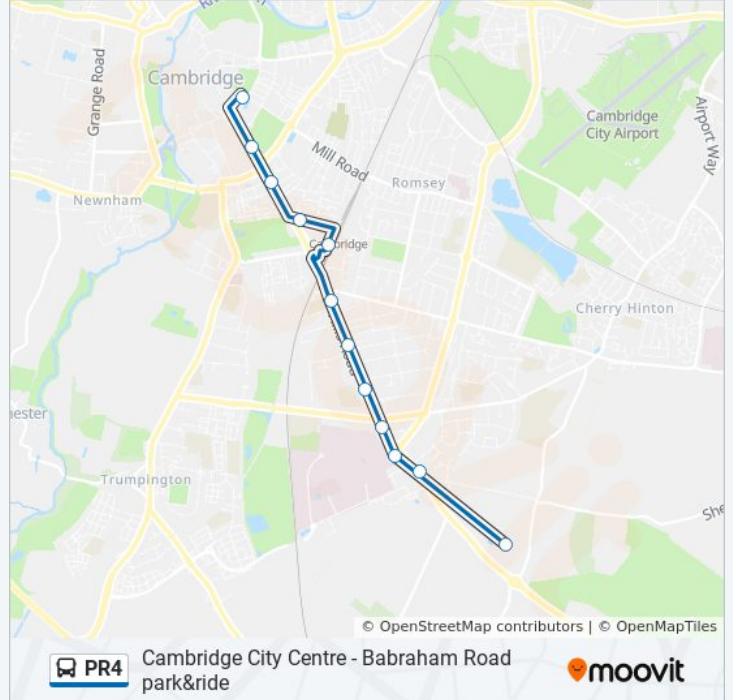 Cambridge
Grange Road
Cambridge
City Airport
Airport Way
Mill Road
Romsey
Newnham
Cherry Hinton
Trumpington
© OpenStreetMap contributors | © OpenMapTiles
PR4
Cambridge City Centre - Babraham Road
park&ride
moovit